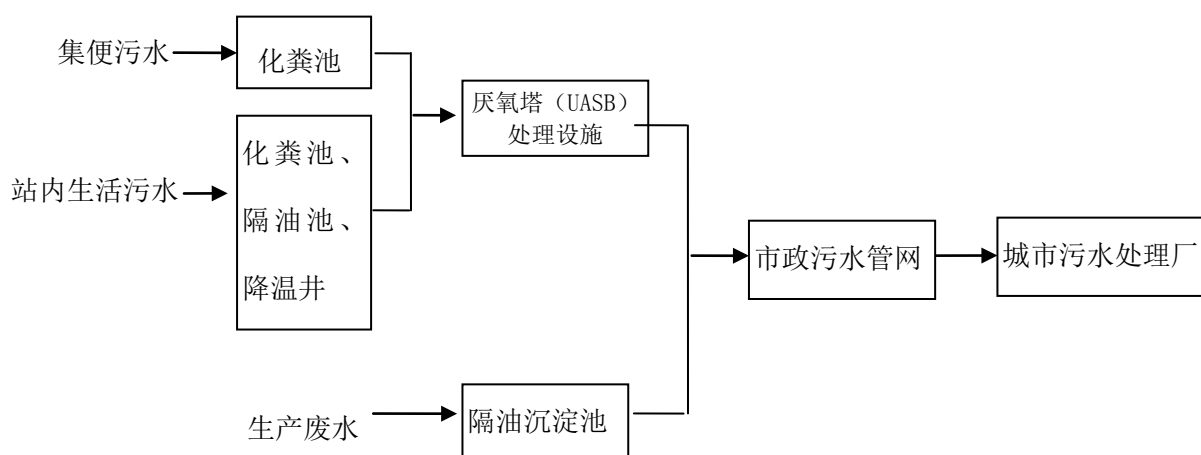 集便污水
化粪池
厌氧塔（UASB）
处理设施
化粪池、
隔油池、
降温井
站内生活污水
市政污水管网
城市污水处理厂
生产废水
隔油沉淀池